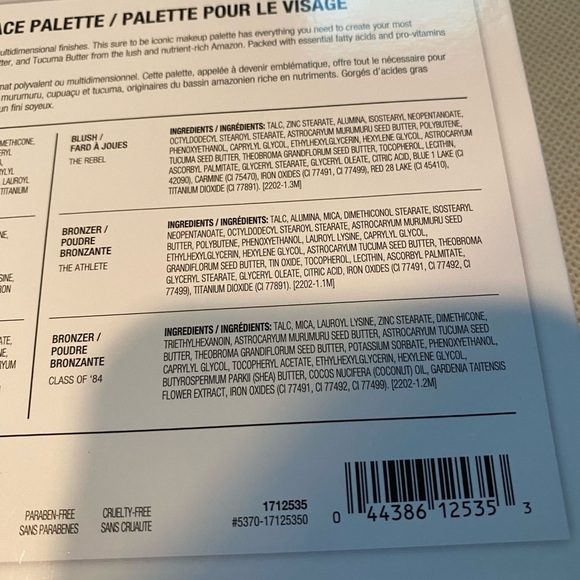 ACE PALETTE / PALETTE POUR LE VISAGE
multidimensional finishes. This sure to be iconic makeup palette has everything you need to create your most
tter, and Tucuma Butter from the lush and nutrient-rich Amazon. Packed with essential fatty acids and pro-vitamins
mat polyvalent ou multidimensionnel. Cette palette, appelée à devenir emblématique, offre tout le nécessaire pour
murumuru, cupuaçu et tucuma, originaires du bassin amazonien riche en nutriments. Gorgés d'acides gras
un fini soyeux.
METHICONE,
ERYL
YLYL
LAUROYL
TITANIUM
BLUSH /
FARD À JOUES
THE REBEL
INGREDIENTS / INGRÉDIENTS: TALC, ZINC STEARATE, ALUMINA, ISOSTEARYL NEOPENTANOATE,
OCTYLDODECYL STEAROYL STEARATE, ASTROCARYUM MURUMURU SEED BUTTER, POLYBUTENE,
PHENOXYETHANOL, CAPRYLYL GLYCOL, ETHYLHEXYLGLYCERIN, HEXYLENE GLYCOL, ASTROCARYUM
TUCUMA SEED BUTTER, THEOBROMA GRANDIFLORUM SEED BUTTER, TOCOPHEROL, LECITHIN,
ASCORBYL PALMITATE, GLYCERYL STEARATE, GLYCERYL OLEATE, CITRIC ACID, BLUE 1 LAKE (CI
42090), CARMINE (CI 75470), IRON OXIDES (CI 77491, CI 77499), RED 28 LAKE (CI 45410),
TITANIUM DIOXIDE (CI 77891). [2202-1.3M]
NE,
SINE,
RON
BRONZER /
POUDRE
BRONZANTE
THE ATHLETE
INGREDIENTS / INGRÉDIENTS: TALC, ALUMINA, MICA, DIMETHICONOL STEARATE, ISOSTEARYL
NEOPENTANOATE, OCTYLDODECYL STEAROYL STEARATE, ASTROCARYUM MURUMURU SEED
BUTTER, POLYBUTENE, PHENOXYETHANOL, LAUROYL LYSINE, CAPRYLYL GLYCOL,
ETHYLHEXYLGLYCERIN, HEXYLENE GLYCOL, ASTROCARYUM TUCUMA SEED BUTTER, THEOBROMA
GRANDIFLORUM SEED BUTTER, TIN OXIDE, TOCOPHEROL, LECITHIN, ASCORBYL PALMITATE,
GLYCERYL STEARATE, GLYCERYL OLEATE, CITRIC ACID, IRON OXIDES (CI 77491, CI 77492, CI
77499), TITANIUM DIOXIDE (CI 77891). [2202-1.1M]
ATE,
NE,
RYUM
BRONZER /
POUDRE
BRONZANTE
CLASS OF '84
INGREDIENTS / INGRÉDIENTS: TALC, MICA, LAUROYL LYSINE, ZINC STEARATE, DIMETHICONE,
TRIETHYLHEXANOIN, ASTROCARYUM MURUMURU SEED BUTTER, ASTROCARYUM TUCUMA SEED
BUTTER, THEOBROMA GRANDIFLORUM SEED BUTTER, POTASSIUM SORBATE, PHENOXYETHANOL,
CAPRYLYL GLYCOL, TOCOPHERYL ACETATE, ETHYLHEXYLGLYCERIN, HEXYLENE GLYCOL,
BUTYROSPERMUM PARKII (SHEA) BUTTER, COCOS NUCIFERA (COCONUT) OIL, GARDENIA TAITENSIS
FLOWER EXTRACT, IRON OXIDES (CI 77491, CI 77492, CI 77499). [2202-1.2M]
PARABEN-FREE
SANS PARABENES
CRUELTY-FREE
SANS CRUAUTE
1712535
#5370-17125350
0 44386 12535 3